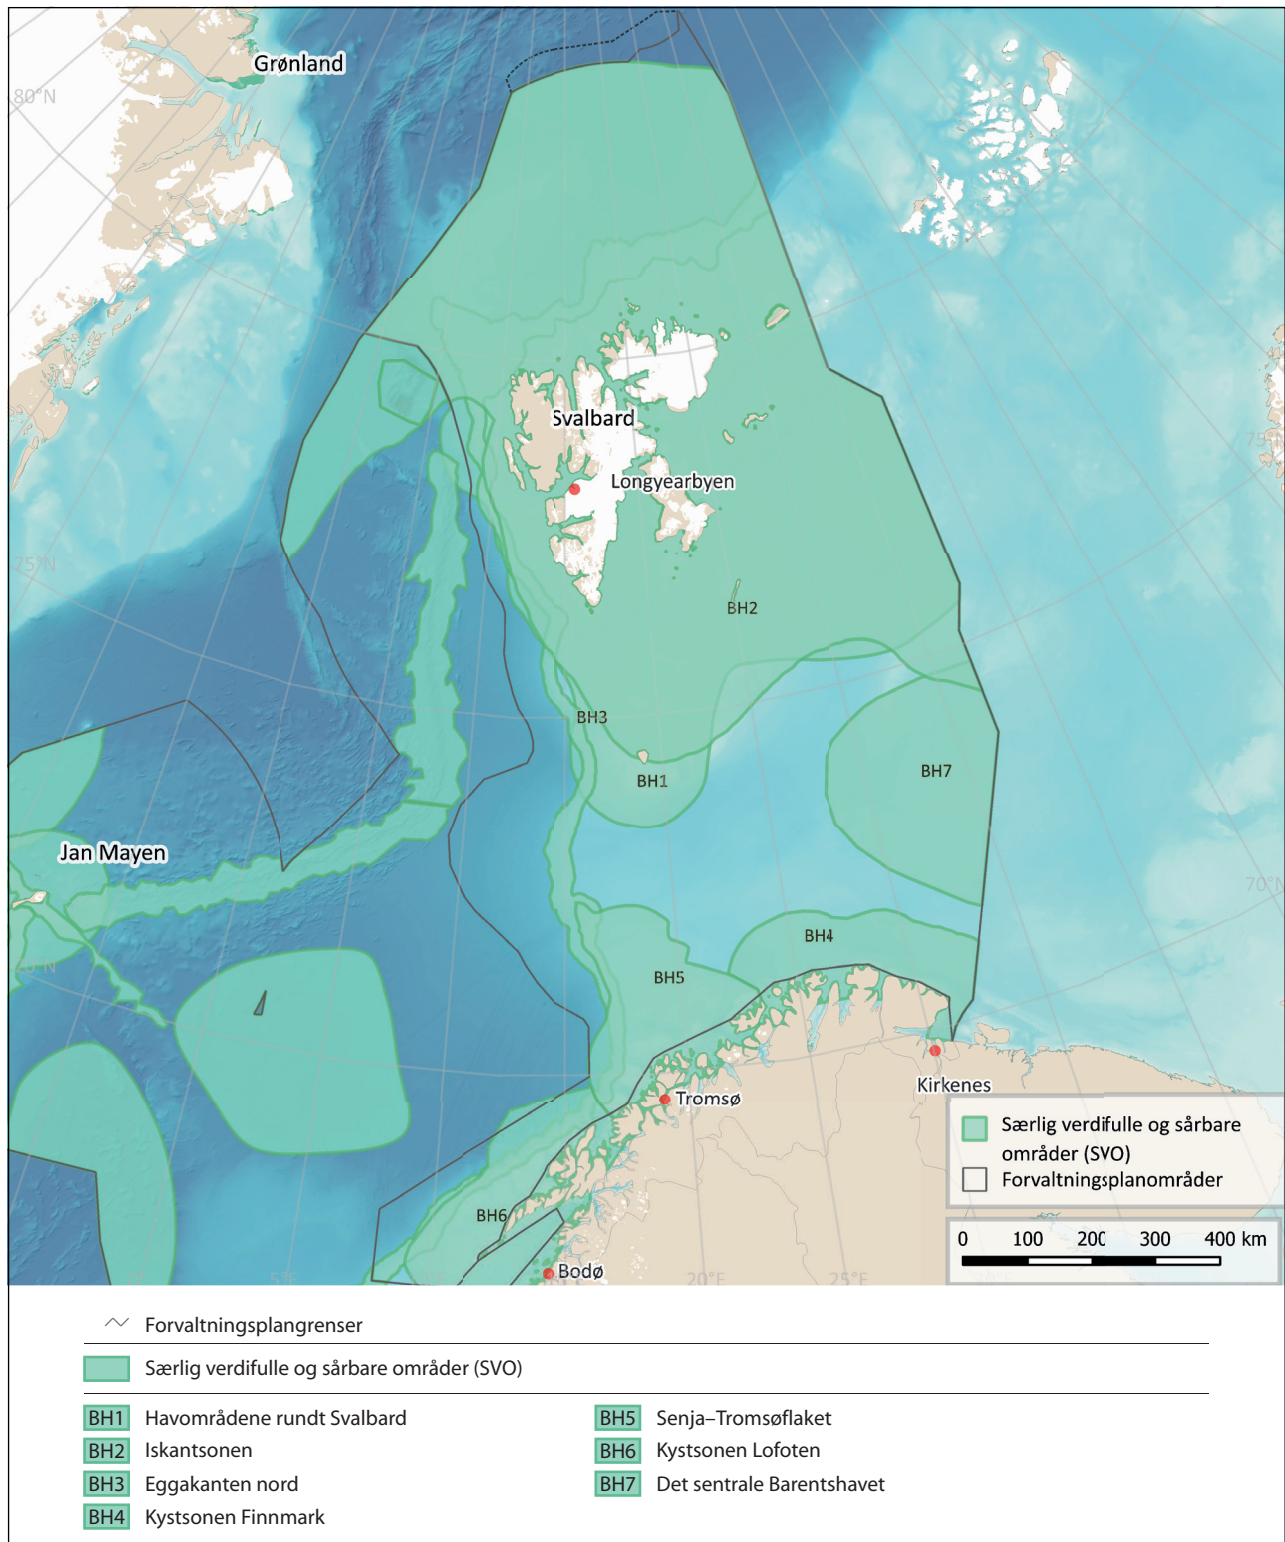 Grønland
80°N
Svalbard
Longyearbyen
75°N
75°
BH2
BH3
BH1
BH7
Jan Mayen
70°N
BH4
BH5
Kirkenes
Tromsø
BH6
Bodø
5°E
20°E
25°E
Særlig verdifulle og sårbare
områder (SVO)
Forvaltningsplanområder
0 100 200 300 400 km
Forvaltningsplangrenser
Særlig verdifulle og sårbare områder (SVO)
BH1 Havområdene rundt Svalbard
BH2 Iskantsonen
BH3 Eggakanten nord
BH4 Kystsonen Finnmark
BH5 Senja–Tromsøflaket
BH6 Kystsonen Lofoten
BH7 Det sentrale Barentshavet